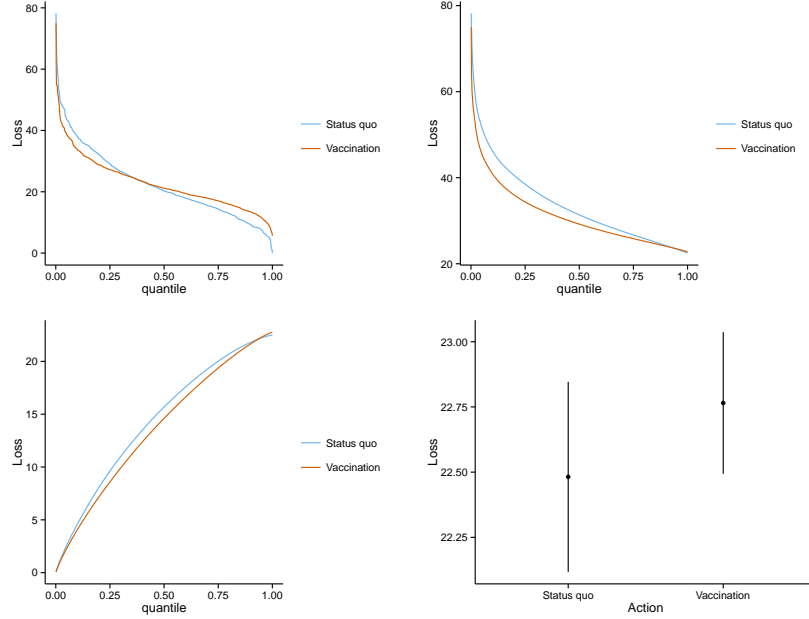 80
60
40
20
0
Loss
0.00 0.25 0.50 0.75 1.00
quantile
Status quo
Vaccination
80
60
40
20
Loss
0.00 0.25 0.50 0.75 1.00
quantile
Status quo
Vaccination
20
15
10
5
0
Loss
0.00 0.25 0.50 0.75 1.00
quantile
Status quo
Vaccination
23.00
22.75
22.50
22.25
Loss
Status quo Vaccination
Action